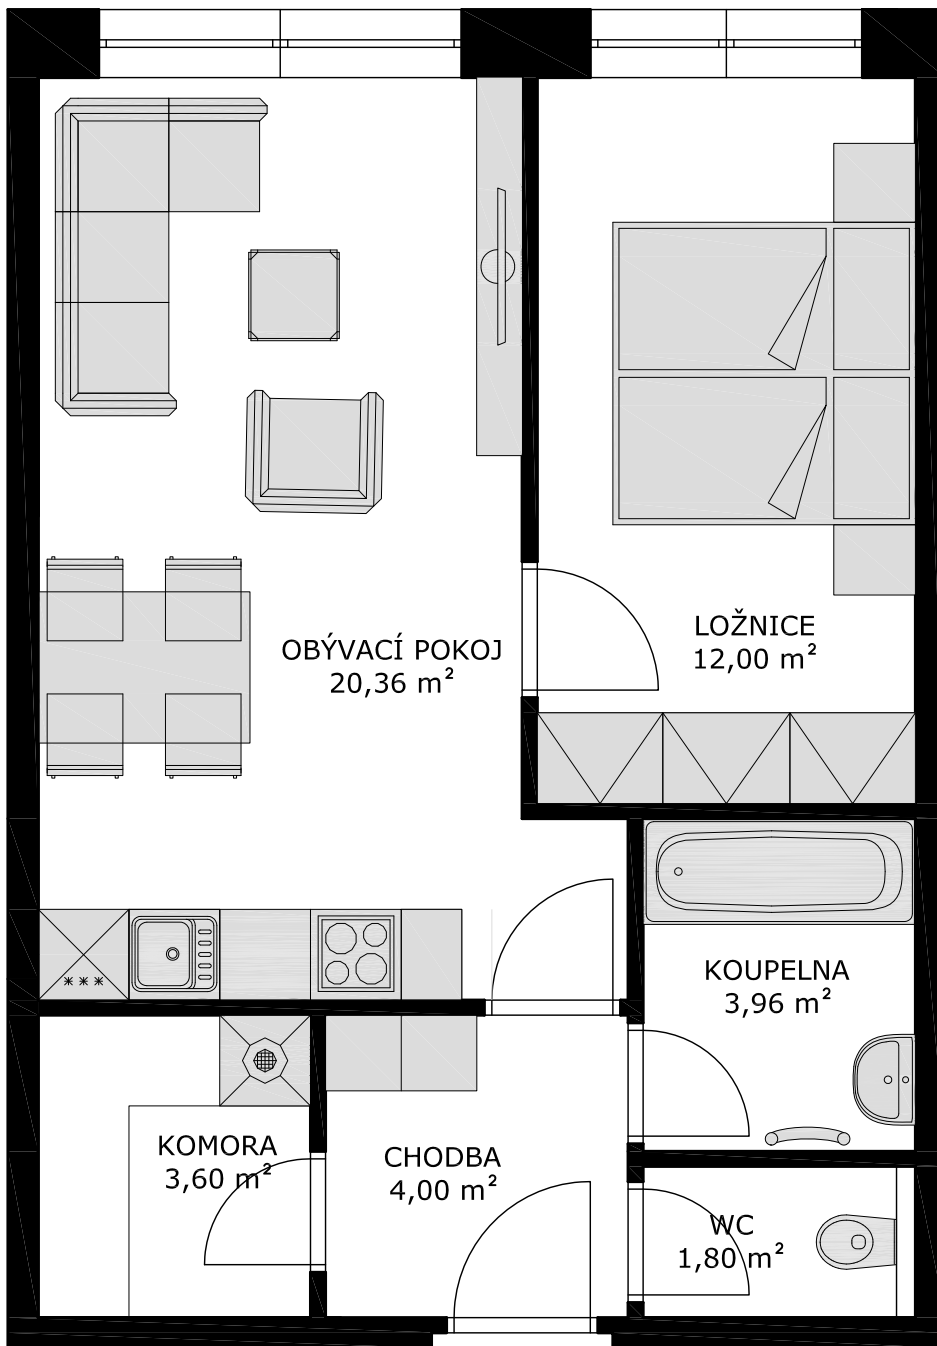 OBÝVACÍ POKOJ
20,36 m²
LOŽNICE
12,00 m²
KOUPELNA
3,96 m²
KOMORA
3,60 m²
CHODBA
4,00 m²
WC
1,80 m²